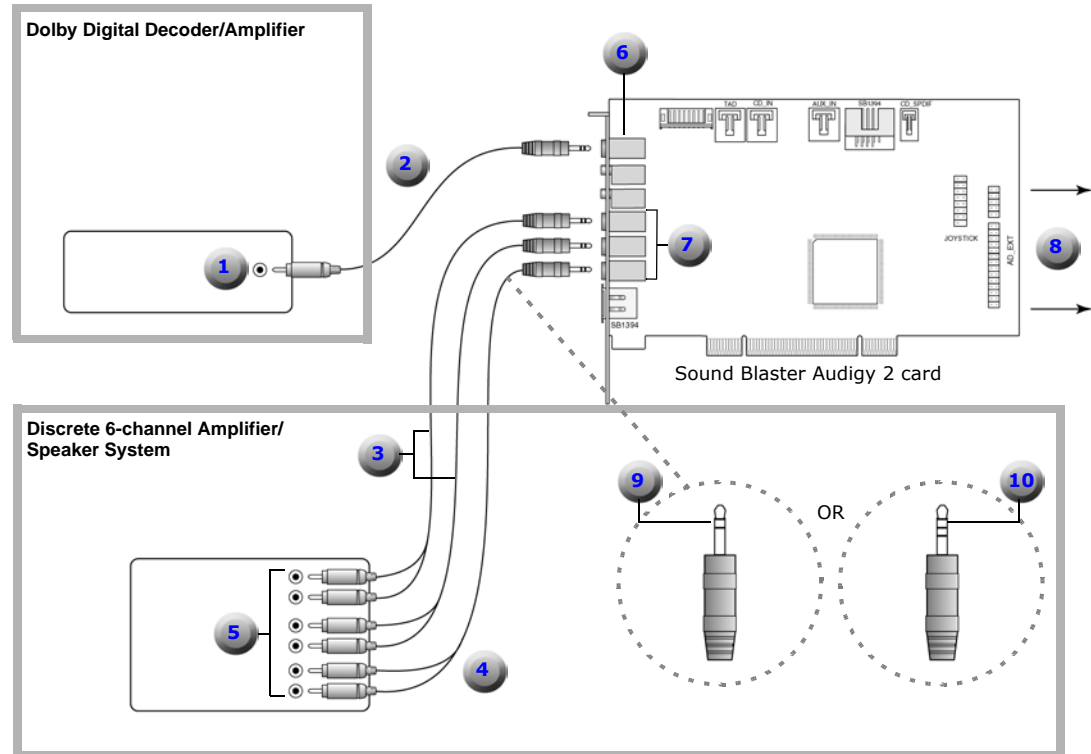 Dolby Digital Decoder/Amplifier
6
TAD
CD_IN
AUX_IN
SB1394
CD_SPDIF
2
1
7
JOYSTICK
AD_EXT
8
SB1394
Sound Blaster Audigy 2 card
Discrete 6-channel Amplifier/
Speaker System
3
9
OR
10
5
4